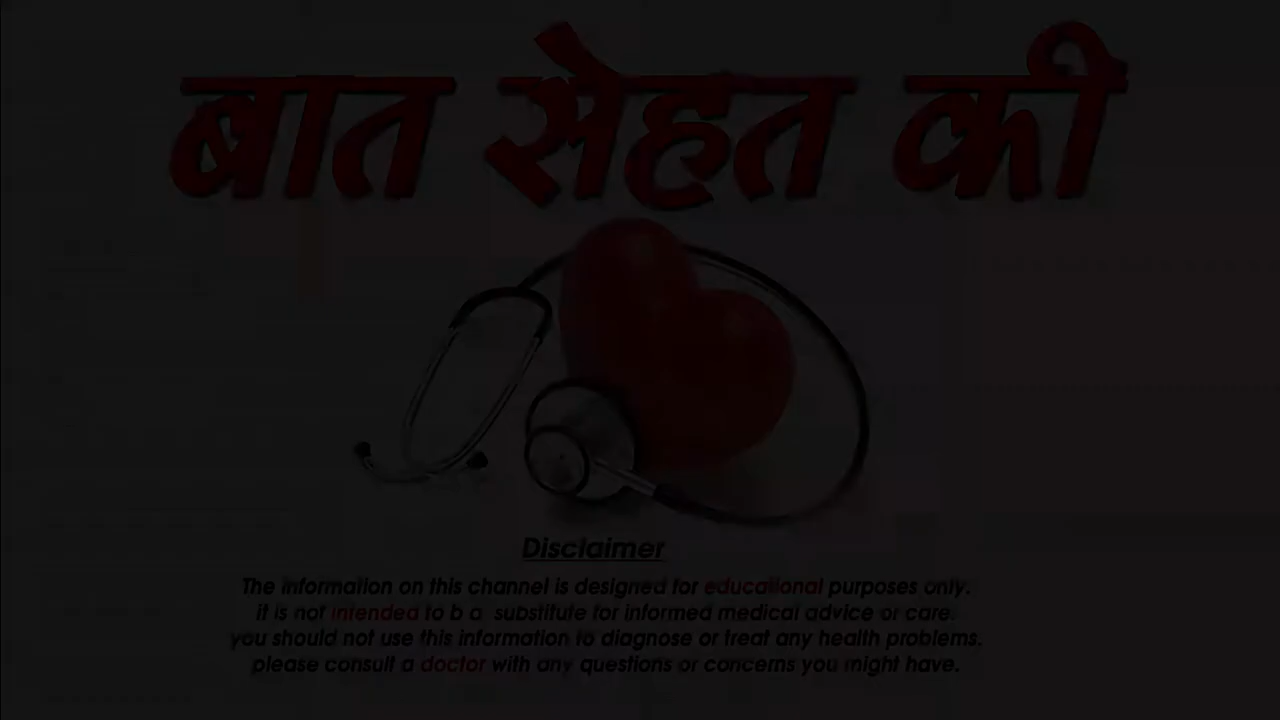 बात सेहत की
Disclaimer
The information on this channel is designed for educational purposes only.
it is not intended to b a substitute for informed medical advice or care.
you should not use this information to diagnose or treat any health problems.
please consult a doctor with any questions or concerns you might have.